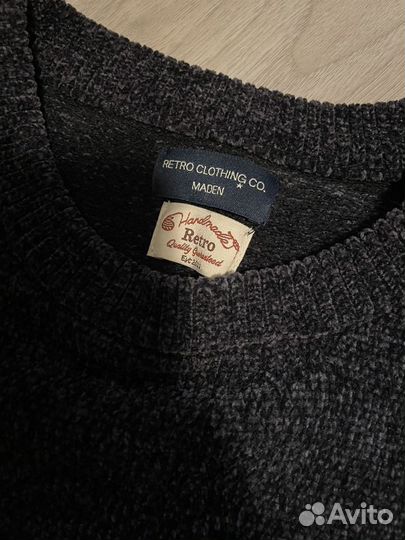 RETRO CLOTHING CO.
MADEN
Handmade
Retro
Quality Guaranteed
Avito